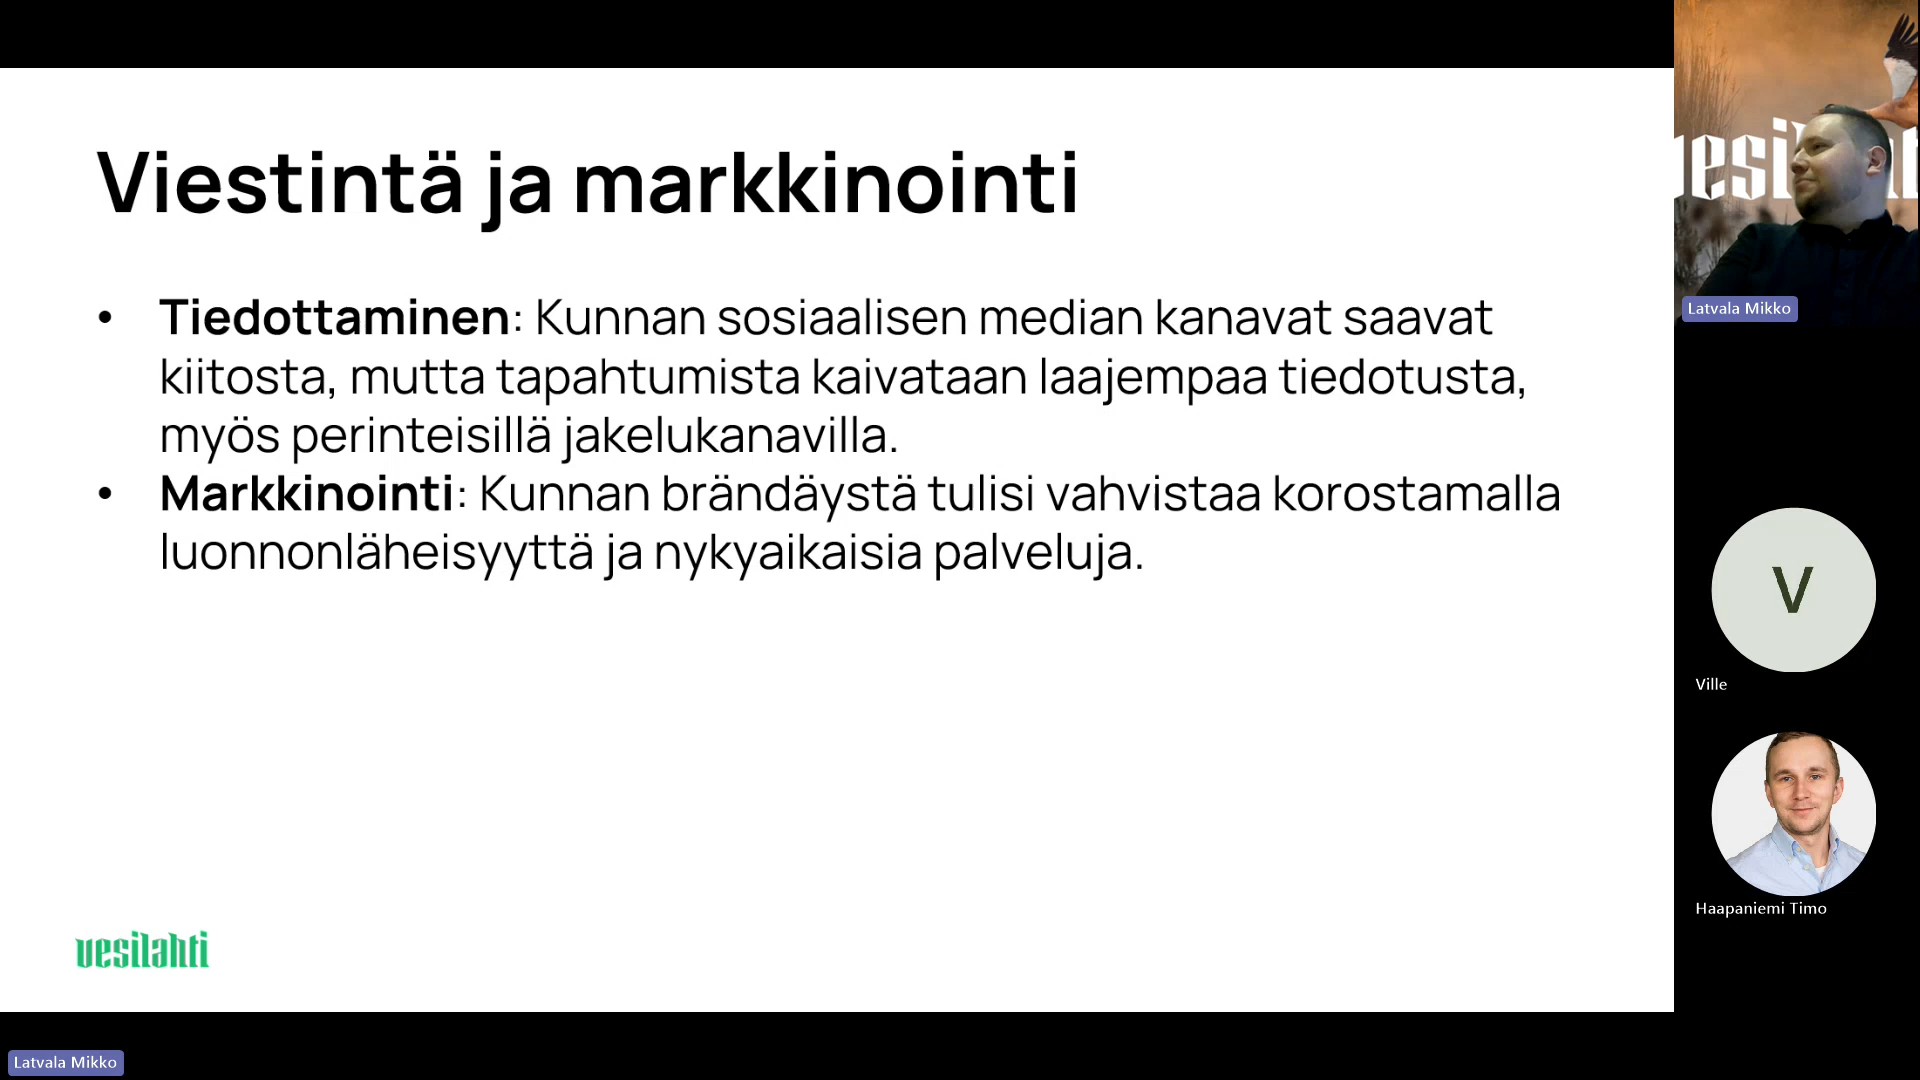 Viestintä ja markkinointi
• Tiedottaminen: Kunnan sosiaalisen median kanavat saavat
kiitosta, mutta tapahtumista kaivataan laajempaa tiedotusta,
myös perinteisillä jakelukanavilla.
• Markkinointi: Kunnan brändäystä tulisi vahvistaa korostamalla
luonnonläheisyyttä ja nykyaikaisia palveluja.
vesilahti
Latvala Mikko
Latvala Mikko
V
Ville
Haapaniemi Timo